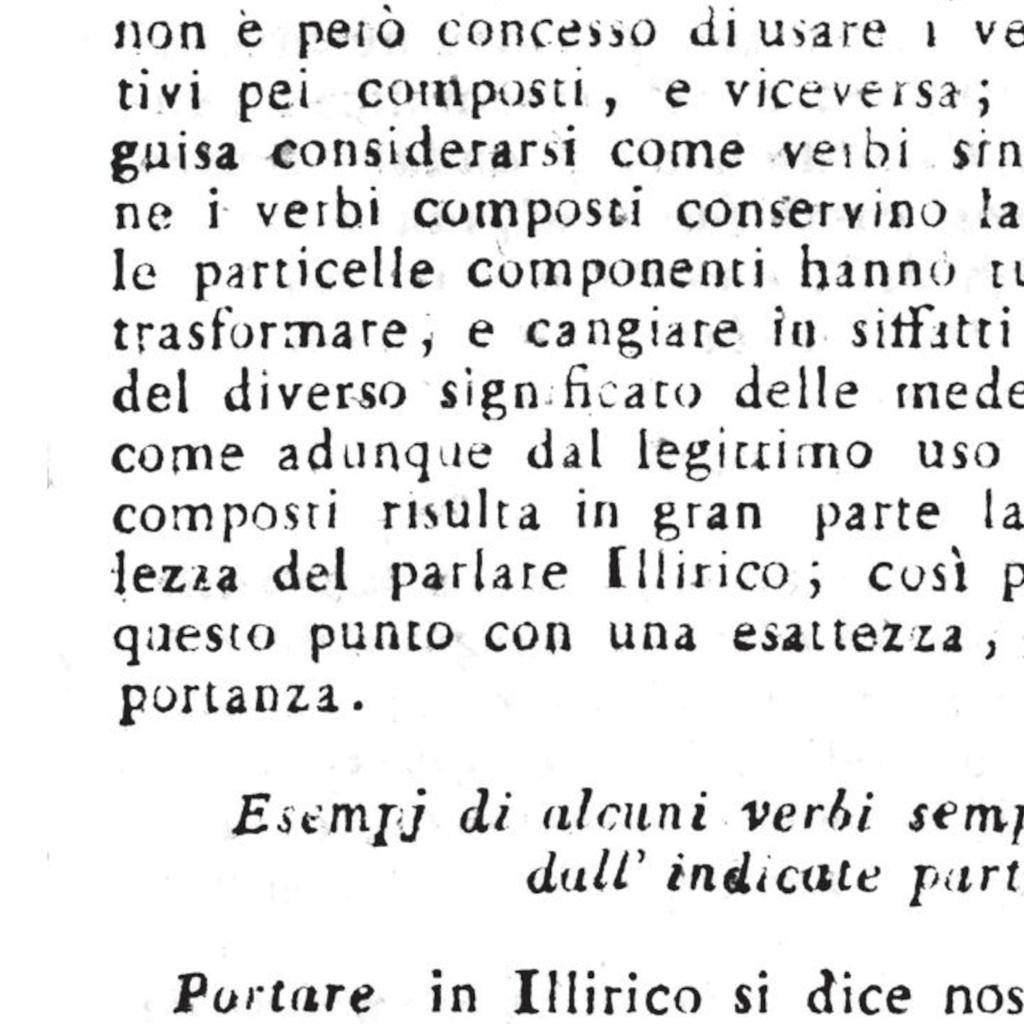 non è però concesso di usare i ve
tivi pei composti, e viceversa;
guisa considerarsi come verbi sin
ne i verbi composti conservino la
le particelle componenti hanno tu
trasformare, e cangiare in siffatti
del diverso significato delle mede
come adunque dal legittimo uso
composti risulta in gran parte la
lezza del parlare Illirico; così p
questo punto con una esattezza,
portanza.
Esempj di alcuni verbi semp
dall' indicate part
Portare in Illirico si dice nos